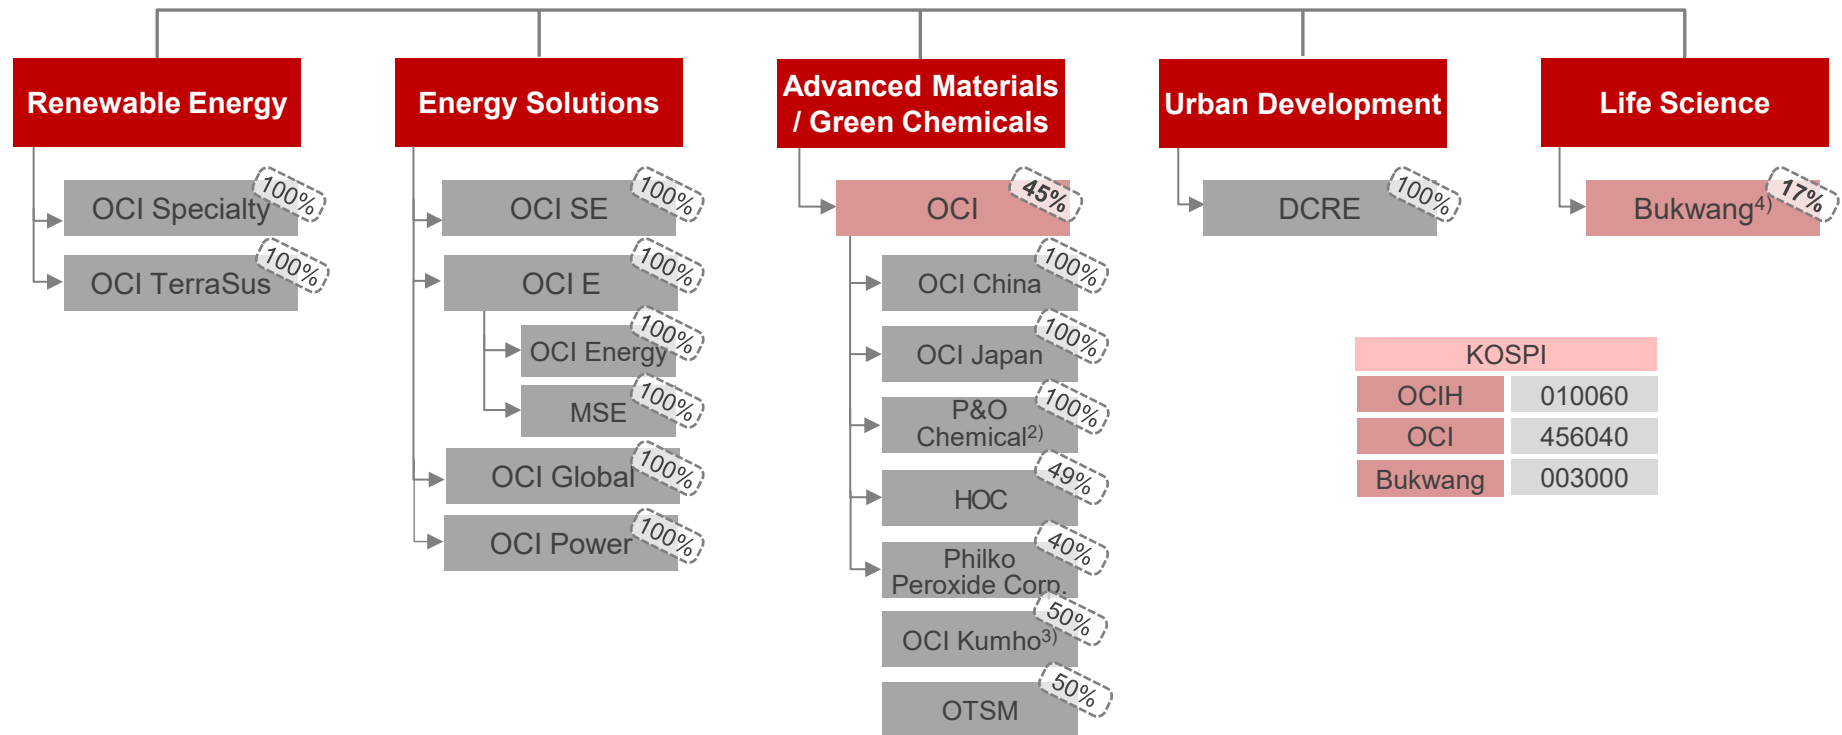 Renewable Energy
OCI Specialty
100%
OCI TerraSus
100%
Energy Solutions
OCI SE
100%
OCI E
100%
OCI Energy
100%
MSE
100%
OCI Global
100%
OCI Power
100%
Advanced Materials
/ Green Chemicals
OCI
45%
OCI China
100%
OCI Japan
100%
P&O
Chemical2)
100%
HOC
49%
Philko
Peroxide Corp.
40%
OCI Kumho3)
50%
OTSM
50%
Urban Development
DCRE
100%
Life Science
Bukwang4)
17%
KOSPI
OCIH 010060
OCI 456040
Bukwang 003000